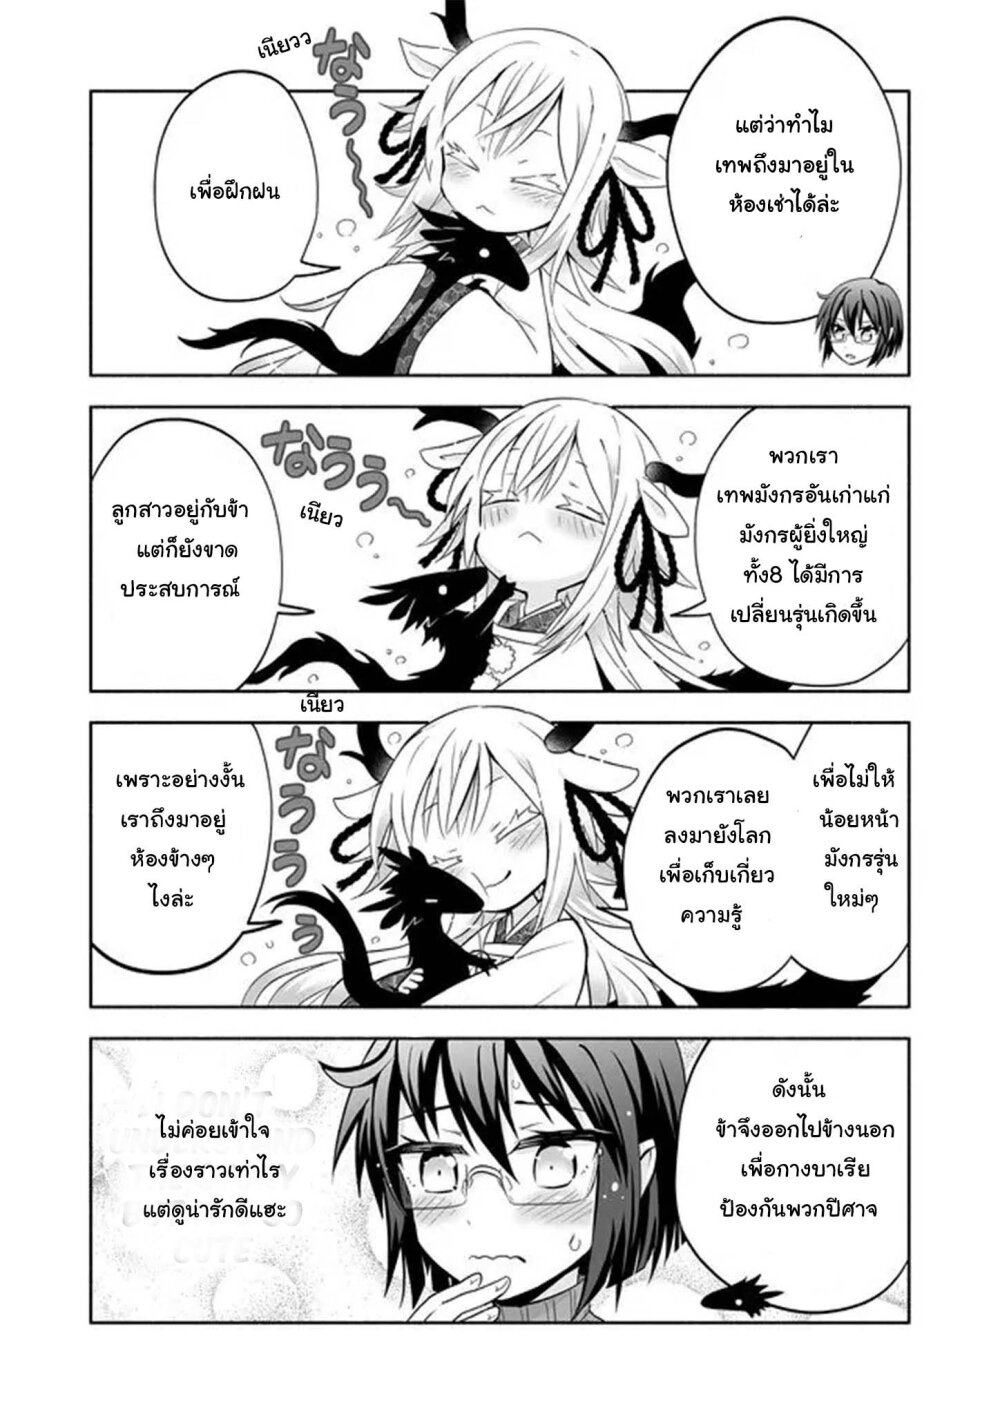 แต่ว่าทำไม
เทพถึงมาอยู่ใน
ห้องเช่าได้ล่ะ
เนียวว
なぅ～
เพื่อฝึกฝน
พวกเรา
เทพมังกรอันเก่าแก่
มังกรผู้ยิ่งใหญ่
ทั้ง8 ได้มีการ
เปลี่ยนรุ่นเกิดขึ้น
なぅぅ～
เนียว
ลูกสาวอยู่กับข้า
แต่ก็ยังขาด
ประสบการณ์
เพื่อไม่ให้
น้อยหน้า
มังกรรุ่น
ใหม่ๆ
พวกเราเลย
ลงมายังโลก
เพื่อเก็บเกี่ยว
ความรู้
เนียว
なぅぅぅ
เพราะอย่างงั้น
เราถึงมาอยู่
ห้องข้างๆ
ไงล่ะ
ดังนั้น
ข้าจึงออกไปข้างนอก
เพื่อกางบาเรีย
ป้องกันพวกปีศาจ
ไม่ค่อยเข้าใจ
เรื่องราวเท่าไร
แต่ดูน่ารักดีแฮะ